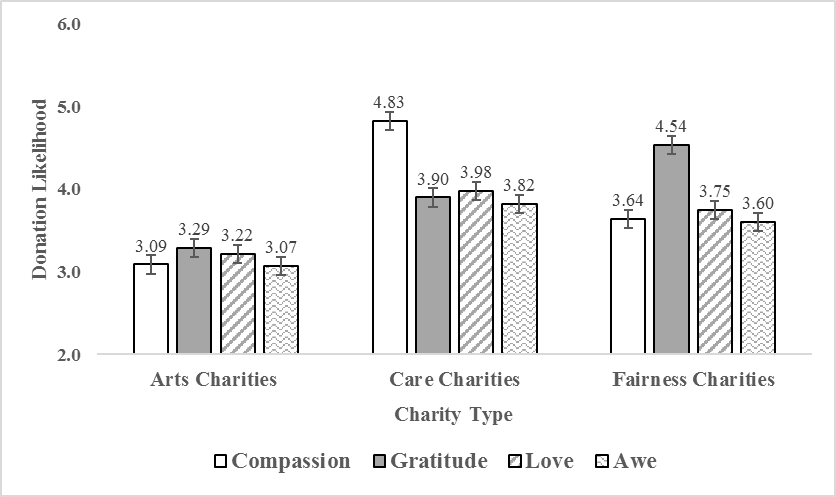 6.0
5.0
4.0
3.0
2.0
Donation Likelihood
3.09
3.29
3.22
3.07
4.83
3.90
3.98
3.82
3.64
4.54
3.75
3.60
Arts Charities
Care Charities
Fairness Charities
Charity Type
Compassion Gratitude Love Awe